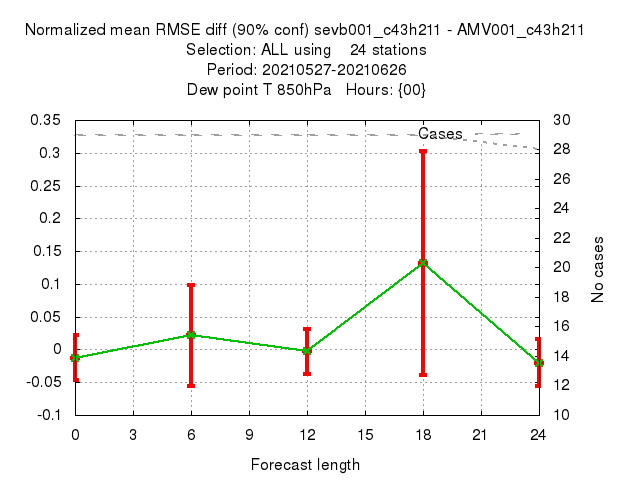 Normalized mean RMSE diff (90% conf) sevb001_c43h211 - AMV001_c43h211
Selection: ALL using 24 stations
Period: 20210527-20210626
Dew point T 850hPa Hours: {00}
Cases
0.35
0.3
0.25
0.2
0.15
0.1
0.05
0
-0.05
-0.1
30
28
26
24
22
20
18
16
14
12
10
No cases
0 3 6 9 12 15 18 21 24
Forecast length